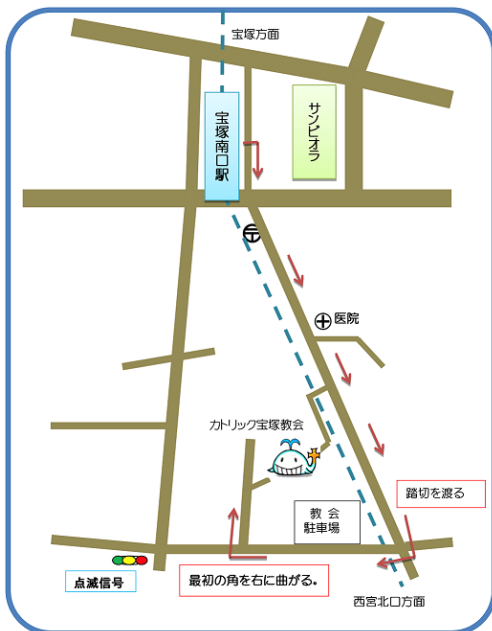 宝塚方面
宝塚南口駅
サンビオラ
〒
医院
カトリック宝塚教会
踏切を渡る
教 会
駐車場
点滅信号
最初の角を右に曲がる。
西宮北口方面